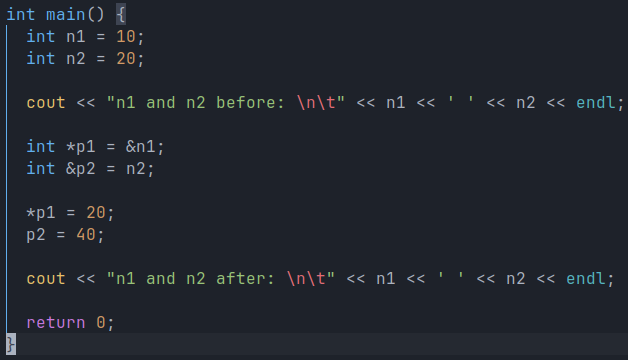 int main() {
  int n1 = 10;
  int n2 = 20;
  cout << "n1 and n2 before: \n\t" << n1 << ' ' << n2 << endl;
  int *p1 = &n1;
  int &p2 = n2;
  *p1 = 20;
  p2 = 40;
  cout << "n1 and n2 after: \n\t" << n1 << ' ' << n2 << endl;
  return 0;
}